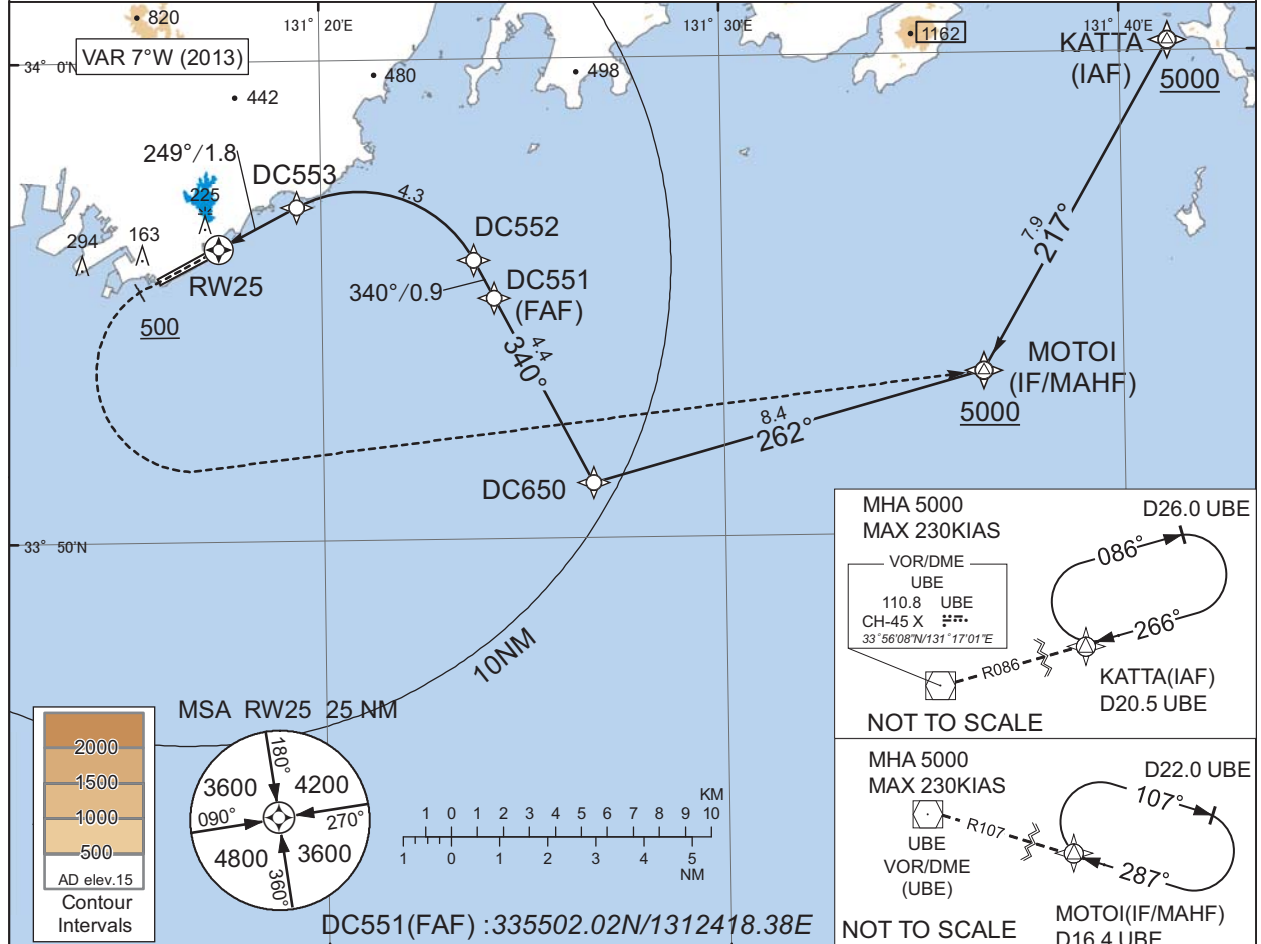 820
131° 20'E
131° 30'E
131° 40'E
VAR 7°W (2013)
34° 0'N
480
498
1162
KATTA
(IAF)
5000
442
249°/1.8
DC553
4.3
225
294
163
DC552
7.9
217°
RW25
340°/0.9
DC551
(FAF)
500
4.4
340°
MOTOI
(IF/MAHF)
5000
8.4
262°
DC650
33° 50'N
10NM
MHA 5000
MAX 230KIAS
D26.0 UBE
VOR/DME
UBE
110.8 UBE
CH-45 X
33°56'08"N/131°17'01"E
086°
266°
R086
KATTA(IAF)
D20.5 UBE
NOT TO SCALE
MSA RW25 25 NM
180°
3600
4200
090°
270°
4800
3600
360°
2000
1500
1000
500
AD elev.15
Contour
Intervals
KM
1 0 1 2 3 4 5 6 7 8 9 10
1 0 1 2 3 4 5
NM
DC551(FAF) :335502.02N/1312418.38E
MHA 5000
MAX 230KIAS
D22.0 UBE
107°
R107
UBE
VOR/DME
(UBE)
287°
NOT TO SCALE
MOTOI(IF/MAHF)
D16.4 UBE